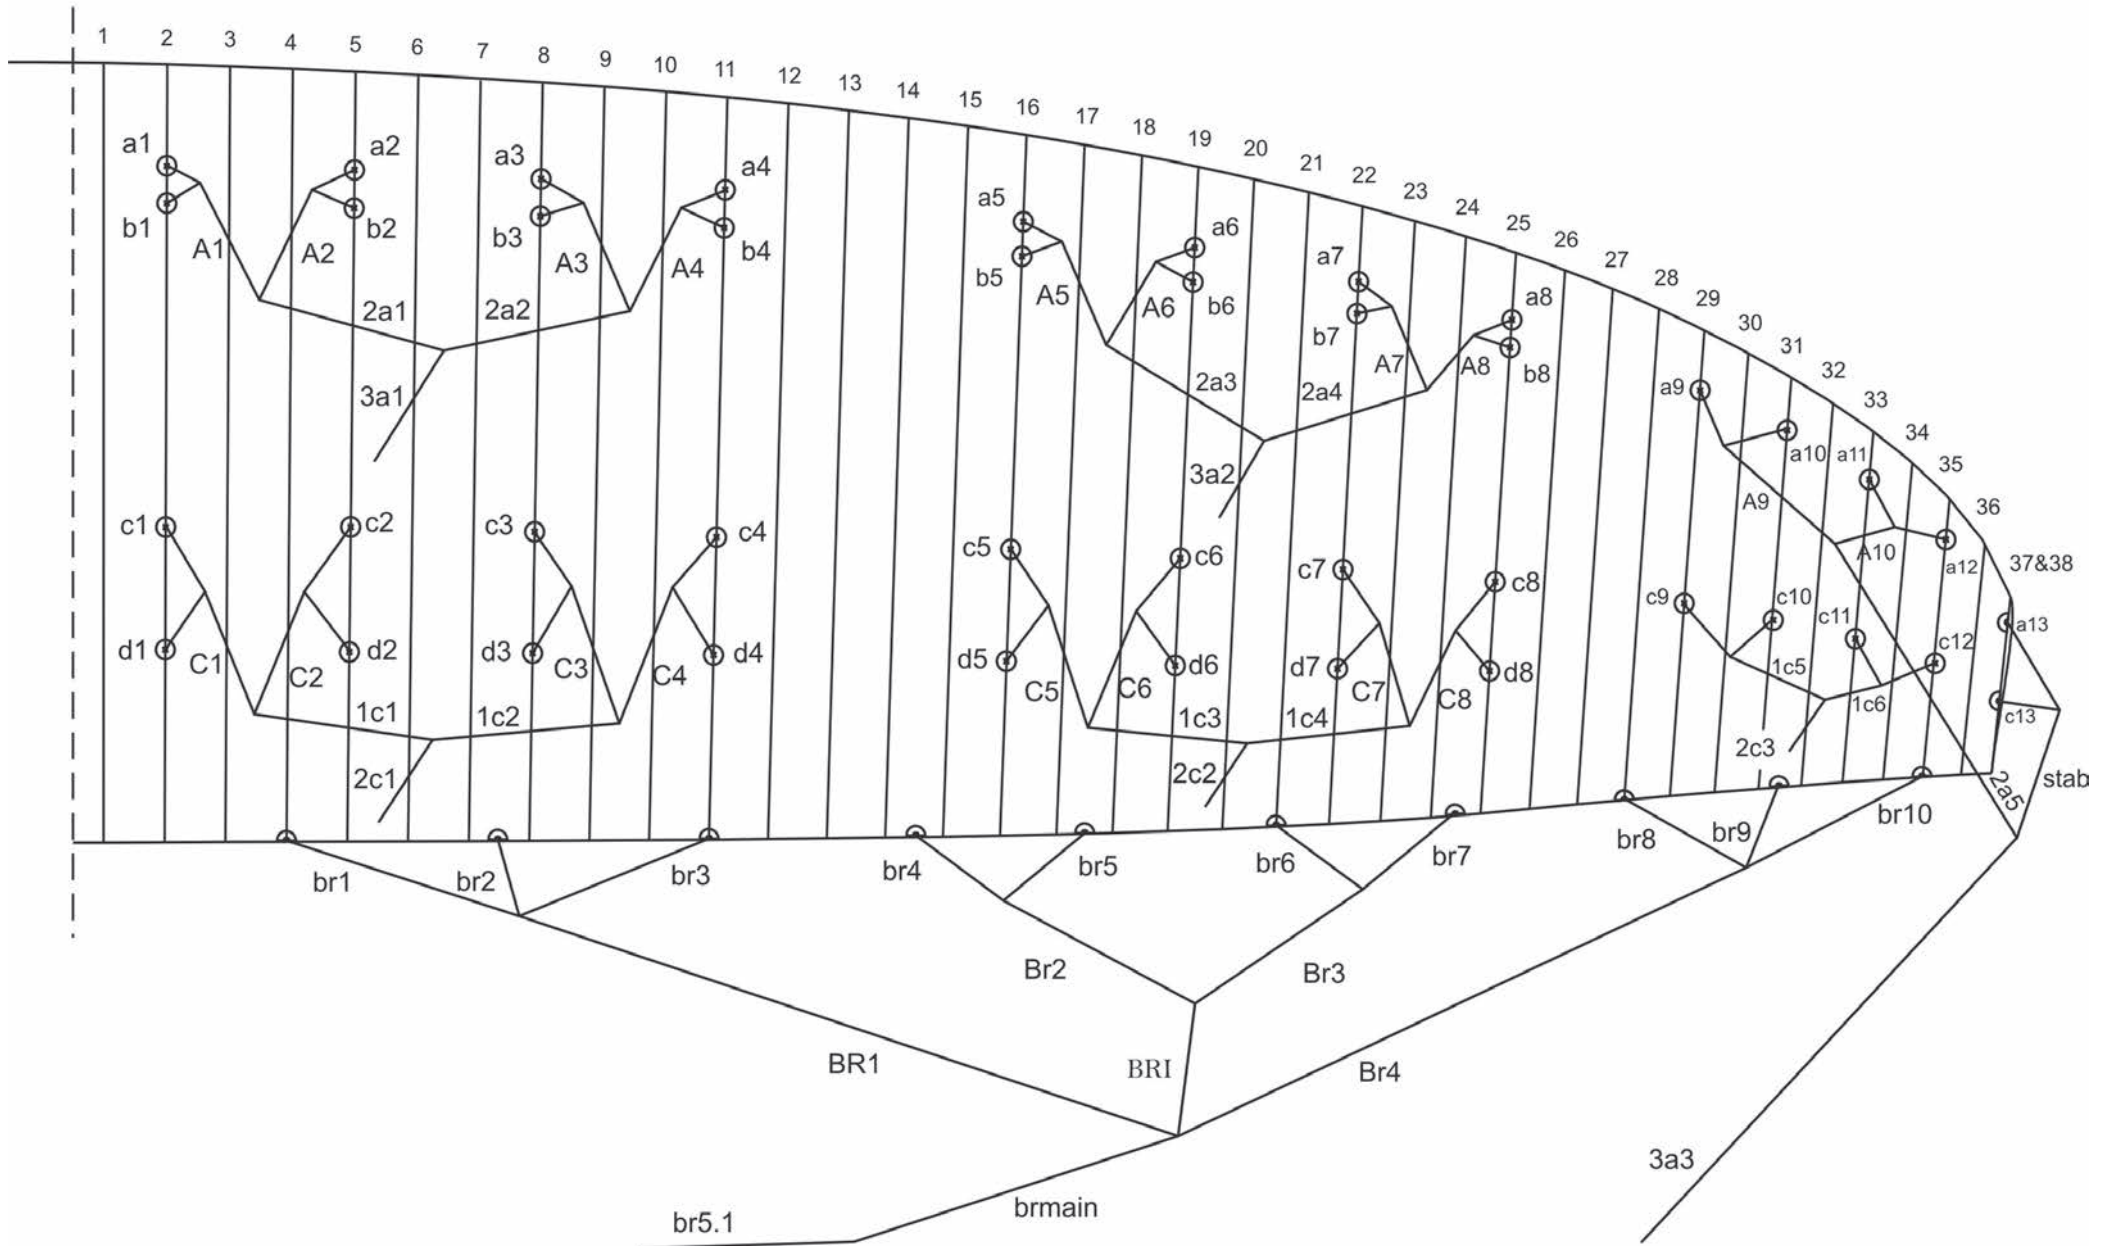 1 2 3 4 5 6 7 8 9 10 11 12 13 14 15 16 17 18 19 20 21 22 23 24 25 26 27 28 29 30 31 32 33 34 35 36 37&38
a1 a2 a3 a4
b1 b2 b3 b4
A1 A2 A3 A4
2a1 2a2
3a1
a5 a6 a7 a8
b5 b6 b7 b8
A5 A6 A7 A8
2a3 2a4
3a2
a9 a10 a11 a12
A9 A10
c1 c2 c3 c4
d1 d2 d3 d4
C1 C2 C3 C4
1c1 1c2
2c1
c5 c6 c7 c8
d5 d6 d7 d8
C5 C6 C7 C8
1c3 1c4
2c2
c9 c10 c11 c12
1c5 1c6
2c3
a13
c13
2a5 stab
br1 br2 br3 br4 br5 br6 br7 br8 br9 br10
Br2 Br3
BR1 BRI Br4
3a3
br5.1 brmain